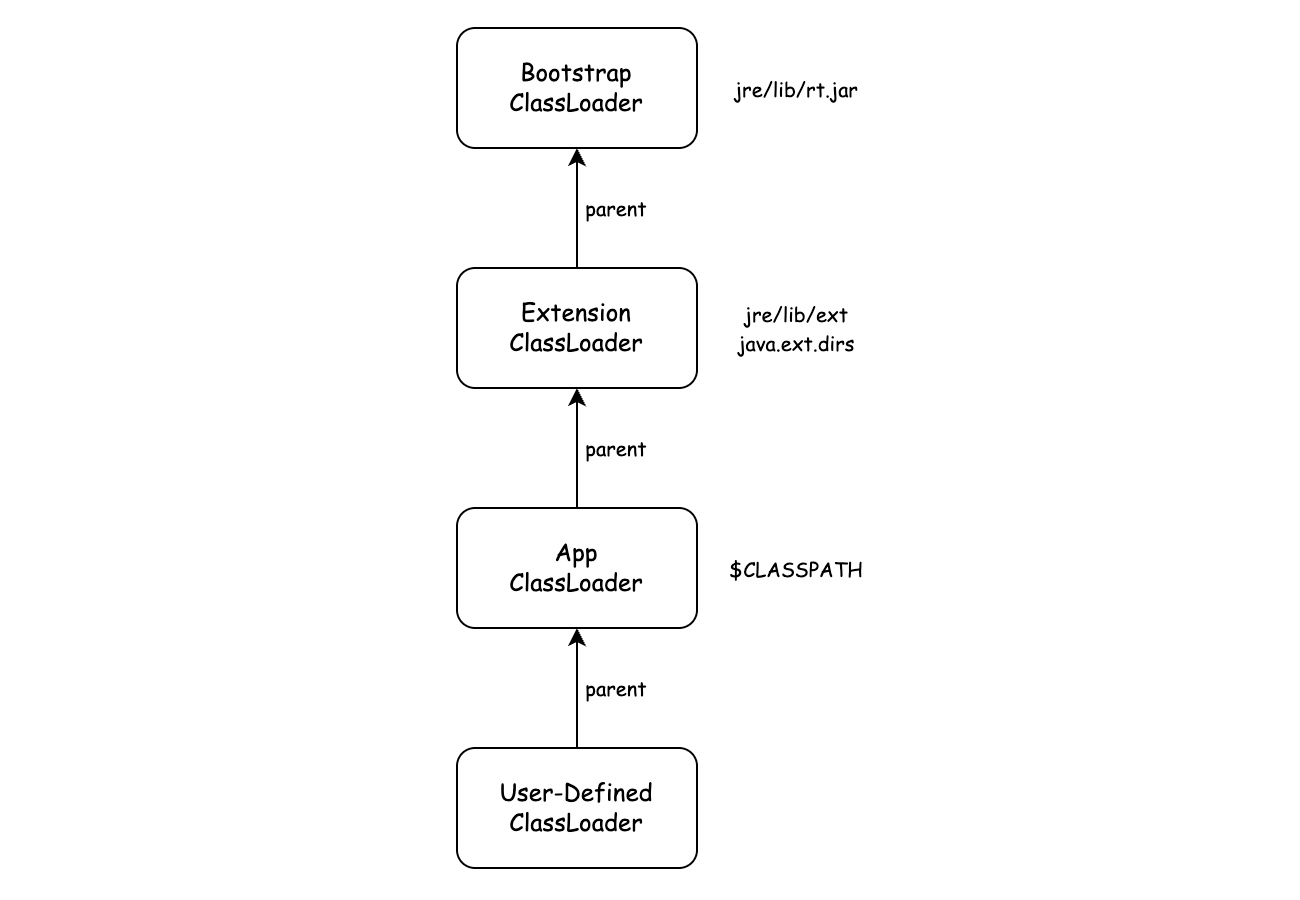 Bootstrap
ClassLoader
jre/lib/rt.jar
parent
Extension
ClassLoader
jre/lib/ext
java.ext.dirs
parent
App
ClassLoader
$CLASSPATH
parent
User-Defined
ClassLoader